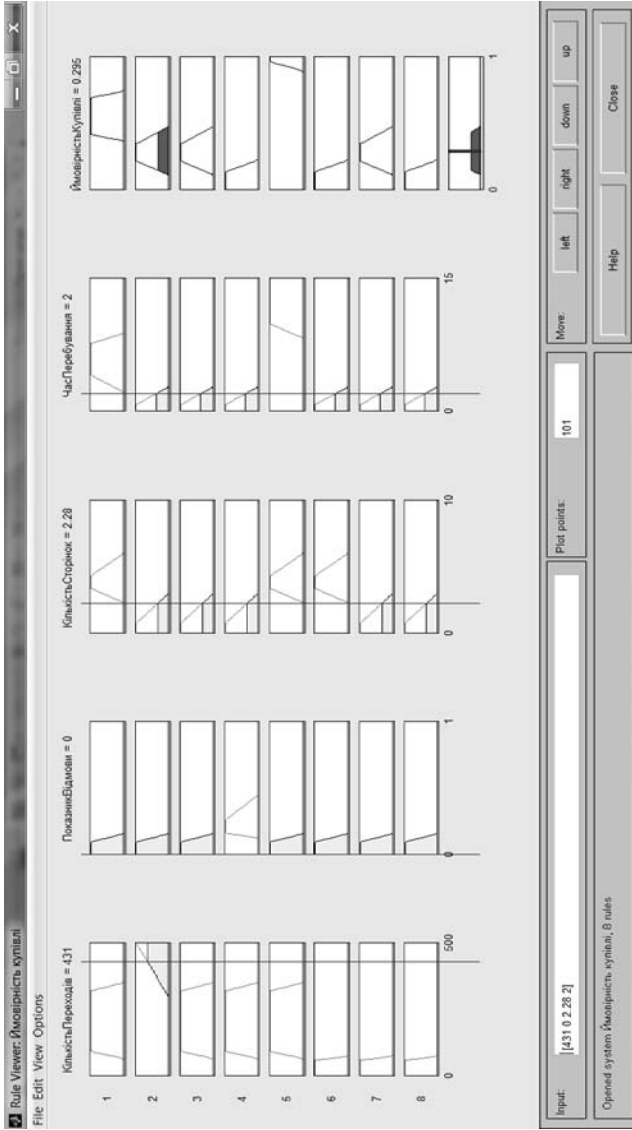 Rule Viewer: Ймовірність купівлі
File Edit View Options
КількістьПереходів = 431
ПоказникВідмови = 0
КількістьСторінок = 2.28
ЧасПеребування = 2
ЙмовірністьКупівлі = 0.295
1
2
3
4
5
6
7
8
0 500
0 1
0 10
0 15
0 1
Input: [431 0 2.28 2]
Plot points: 101
Move: left right down up
Opened system Ймовірність купівлі, 8 rules
Help Close